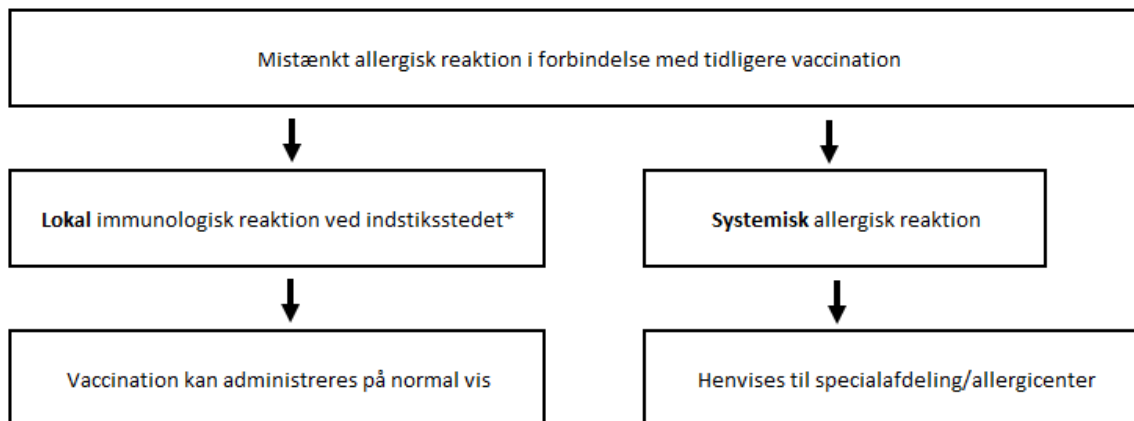 Mistænkt allergisk reaktion i forbindelse med tidligere vaccination
Lokal immunologisk reaktion ved indstiksstedet*
Systemisk allergisk reaktion
Vaccination kan administreres på normal vis
Henvises til specialafdeling/allergicenter